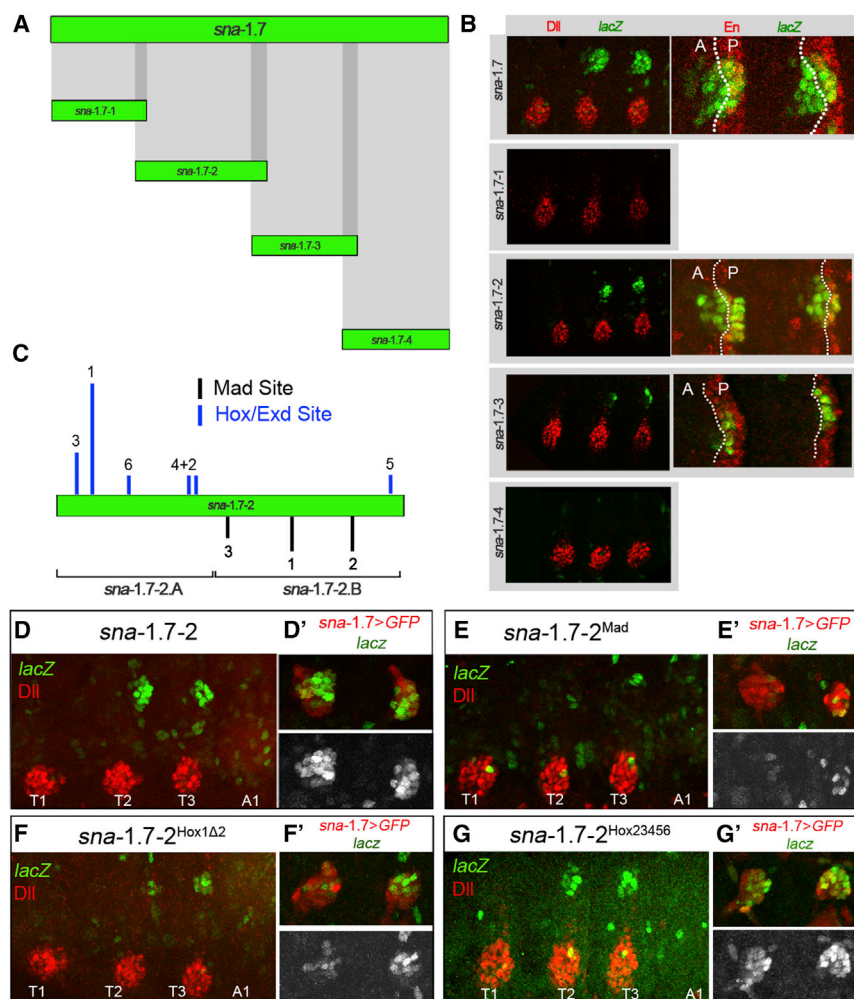 A
sna-1.7
sna-1.7-1
sna-1.7-2
sna-1.7-3
sna-1.7-4
B
Dll lacZ En lacZ
sna-1.7
A P
sna-1.7-1
sna-1.7-2
A P
sna-1.7-3
A P
sna-1.7-4
C
Mad Site
Hox/Exd Site
1
3
6
4+2
5
sna-1.7-2
3
1
2
sna-1.7-2.A
sna-1.7-2.B
D sna-1.7-2
lacZ
Dll
T1 T2 T3 A1
D' sna-1.7>GFP
lacz
E sna-1.7-2Mad
lacZ
Dll
T1 T2 T3 A1
E' sna-1.7>GFP
lacz
F sna-1.7-2Hox1Δ2
lacZ
Dll
T1 T2 T3 A1
F' sna-1.7>GFP
lacz
G sna-1.7-2Hox23456
lacZ
Dll
T1 T2 T3 A1
G' sna-1.7>GFP
lacz